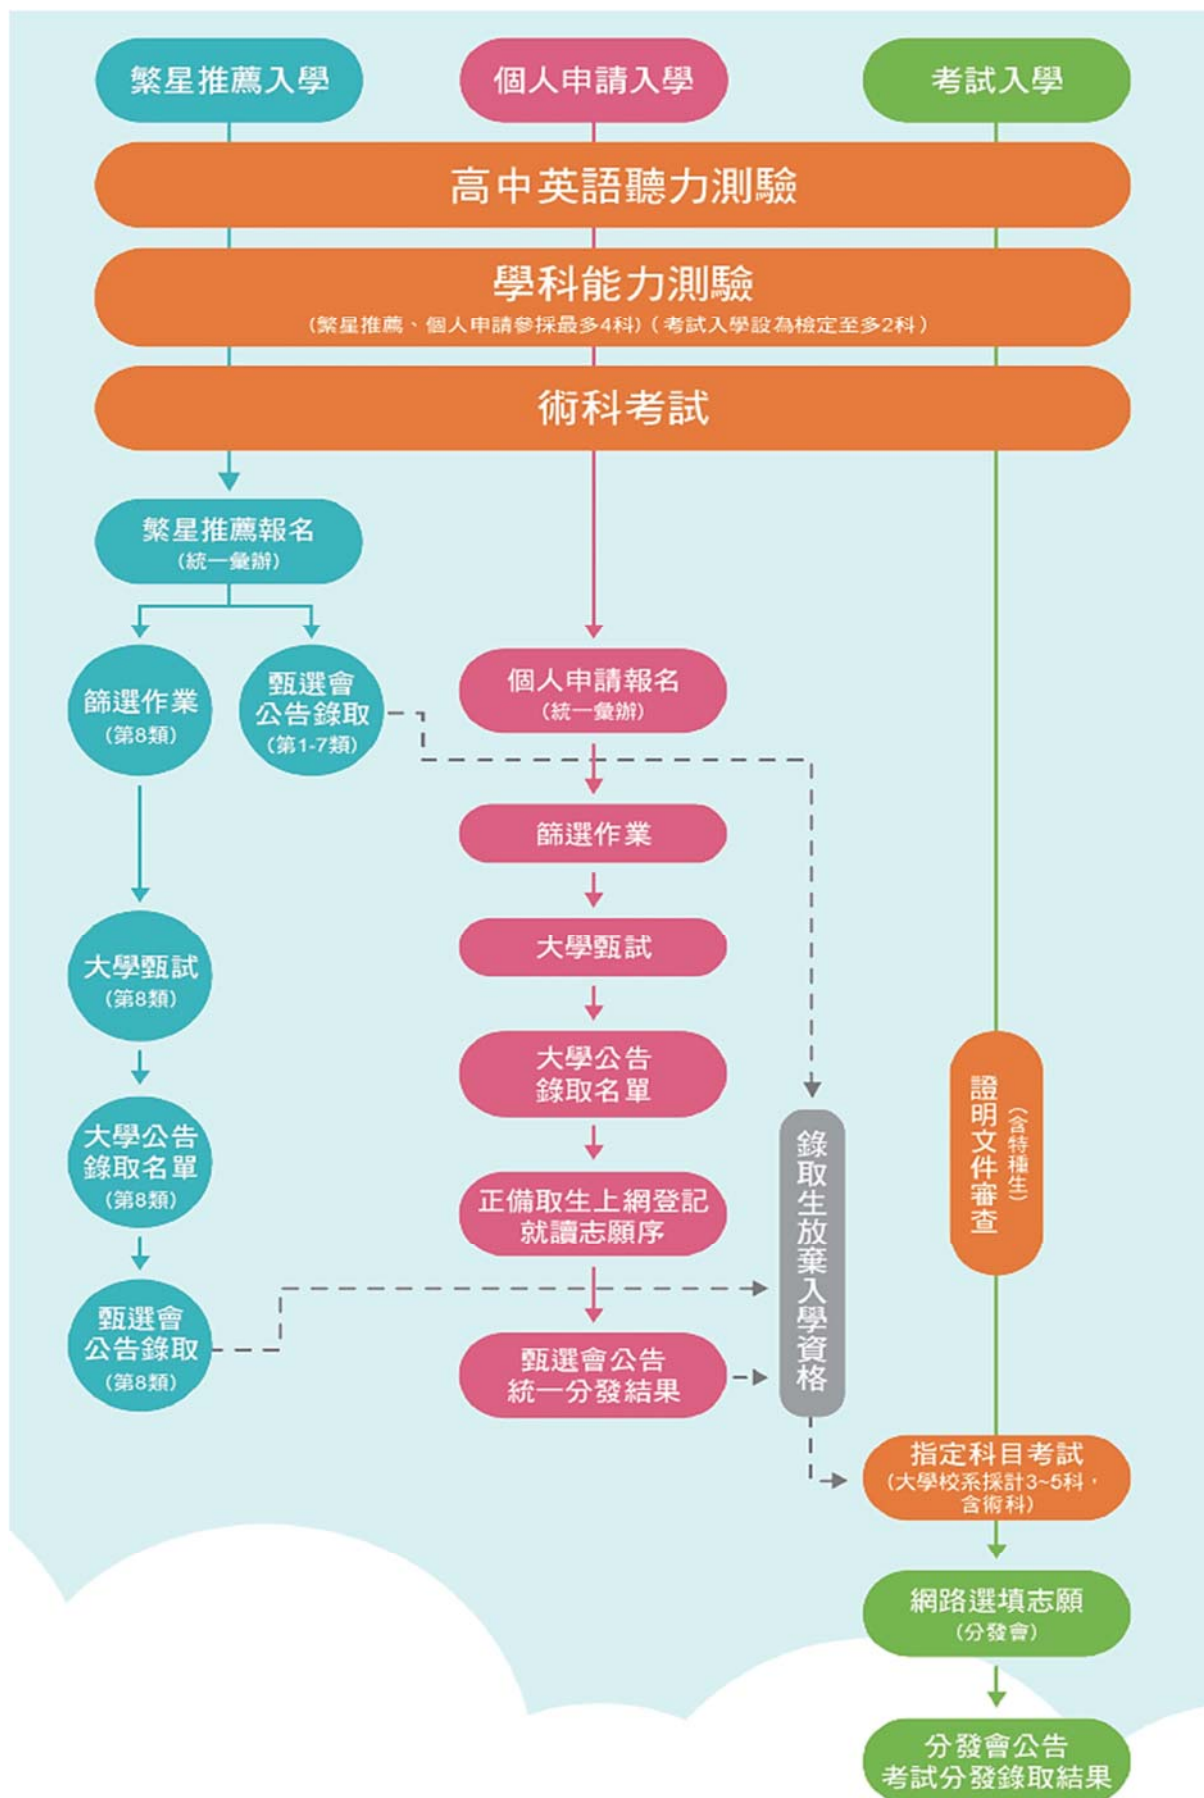 繁星推薦入學
個人申請入學
考試入學
高中英語聽力測驗
學科能力測驗
(繁星推薦、個人申請參採最多4科)(考試入學設為檢定至多2科)
術科考試
繁星推薦報名
(統一彙辦)
篩選作業
(第8類)
甄選會
公告錄取
(第1-7類)
大學甄試
(第8類)
大學公告
錄取名單
(第8類)
甄選會
公告錄取
(第8類)
個人申請報名
(統一彙辦)
篩選作業
大學甄試
大學公告
錄取名單
正備取生上網登記
就讀志願序
甄選會公告
統一分發結果
錄取生放棄入學資格
證明文件審查
(含特種生)
指定科目考試
(大學校系採計3~5科，
含術科)
網路選填志願
(分發會)
分發會公告
考試分發錄取結果